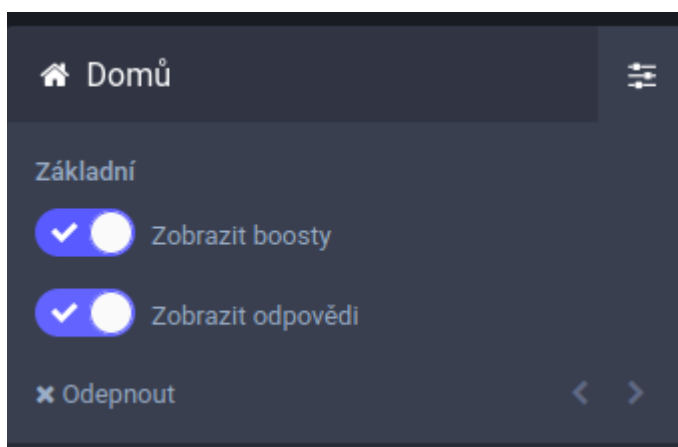 Domů
Základní
Zobrazit boosty
Zobrazit odpovědi
Odepnout